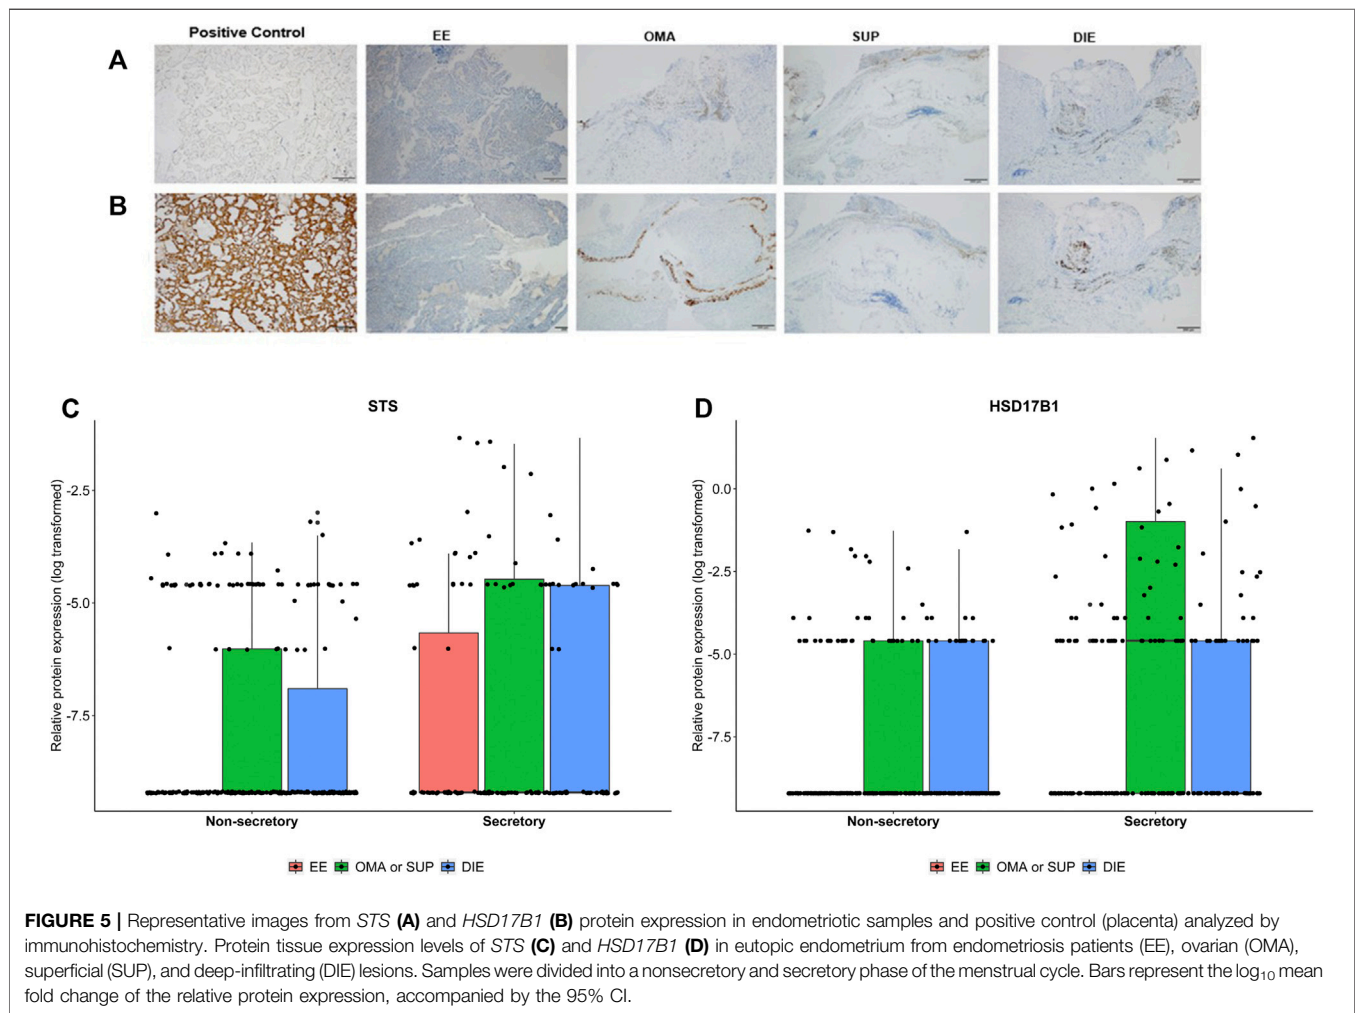 Positive Control
EE
OMA
SUP
DIE
A
B
C
STS
Relative protein expression (log transformed)
-2.5
-5.0
-7.5
Non-secretory
Secretory
EE
OMA or SUP
DIE
D
HSD17B1
Relative protein expression (log transformed)
0.0
-2.5
-5.0
-7.5
Non-secretory
Secretory
EE
OMA or SUP
DIE
FIGURE 5 | Representative images from STS (A) and HSD17B1 (B) protein expression in endometriotic samples and positive control (placenta) analyzed by
immunohistochemistry. Protein tissue expression levels of STS (C) and HSD17B1 (D) in eutopic endometrium from endometriosis patients (EE), ovarian (OMA),
superficial (SUP), and deep-infiltrating (DIE) lesions. Samples were divided into a nonsecretory and secretory phase of the menstrual cycle. Bars represent the log₁₀ mean
fold change of the relative protein expression, accompanied by the 95% CI.